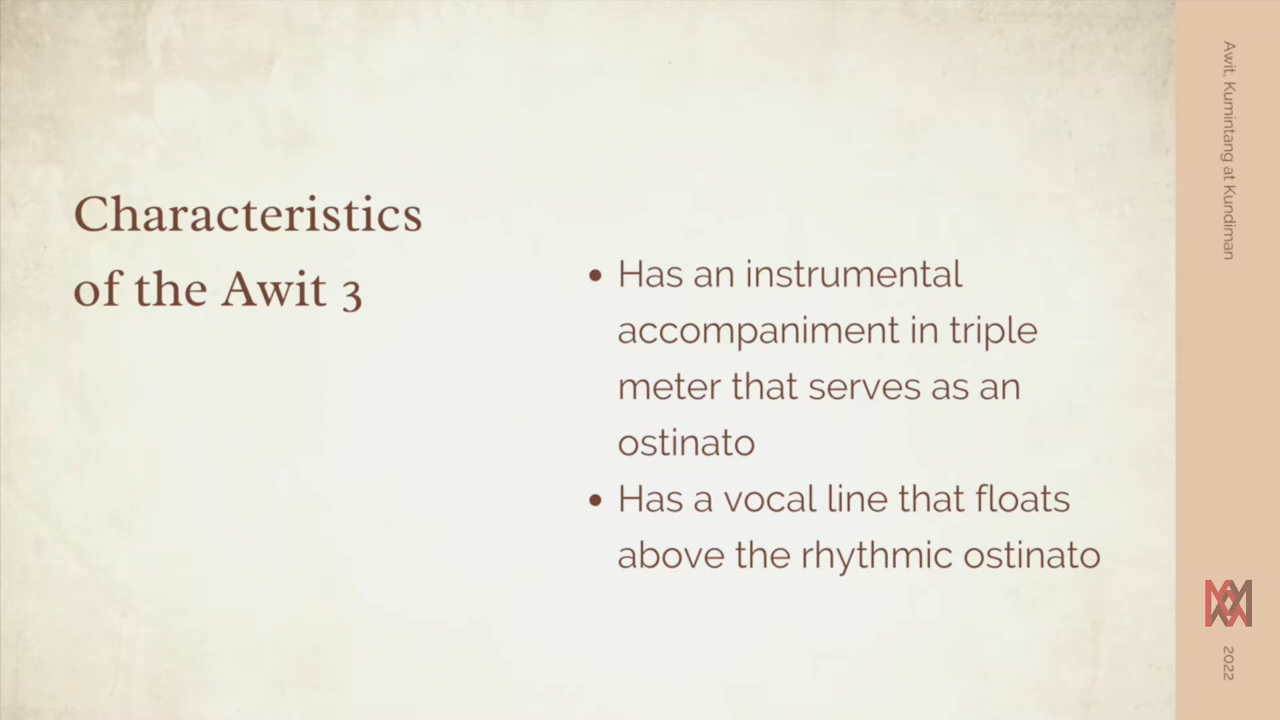 Characteristics
of the Awit 3
Has an instrumental
accompaniment in triple
meter that serves as an
ostinato
Has a vocal line that floats
above the rhythmic ostinato
Awit, Kumintang at Kundiman
2022